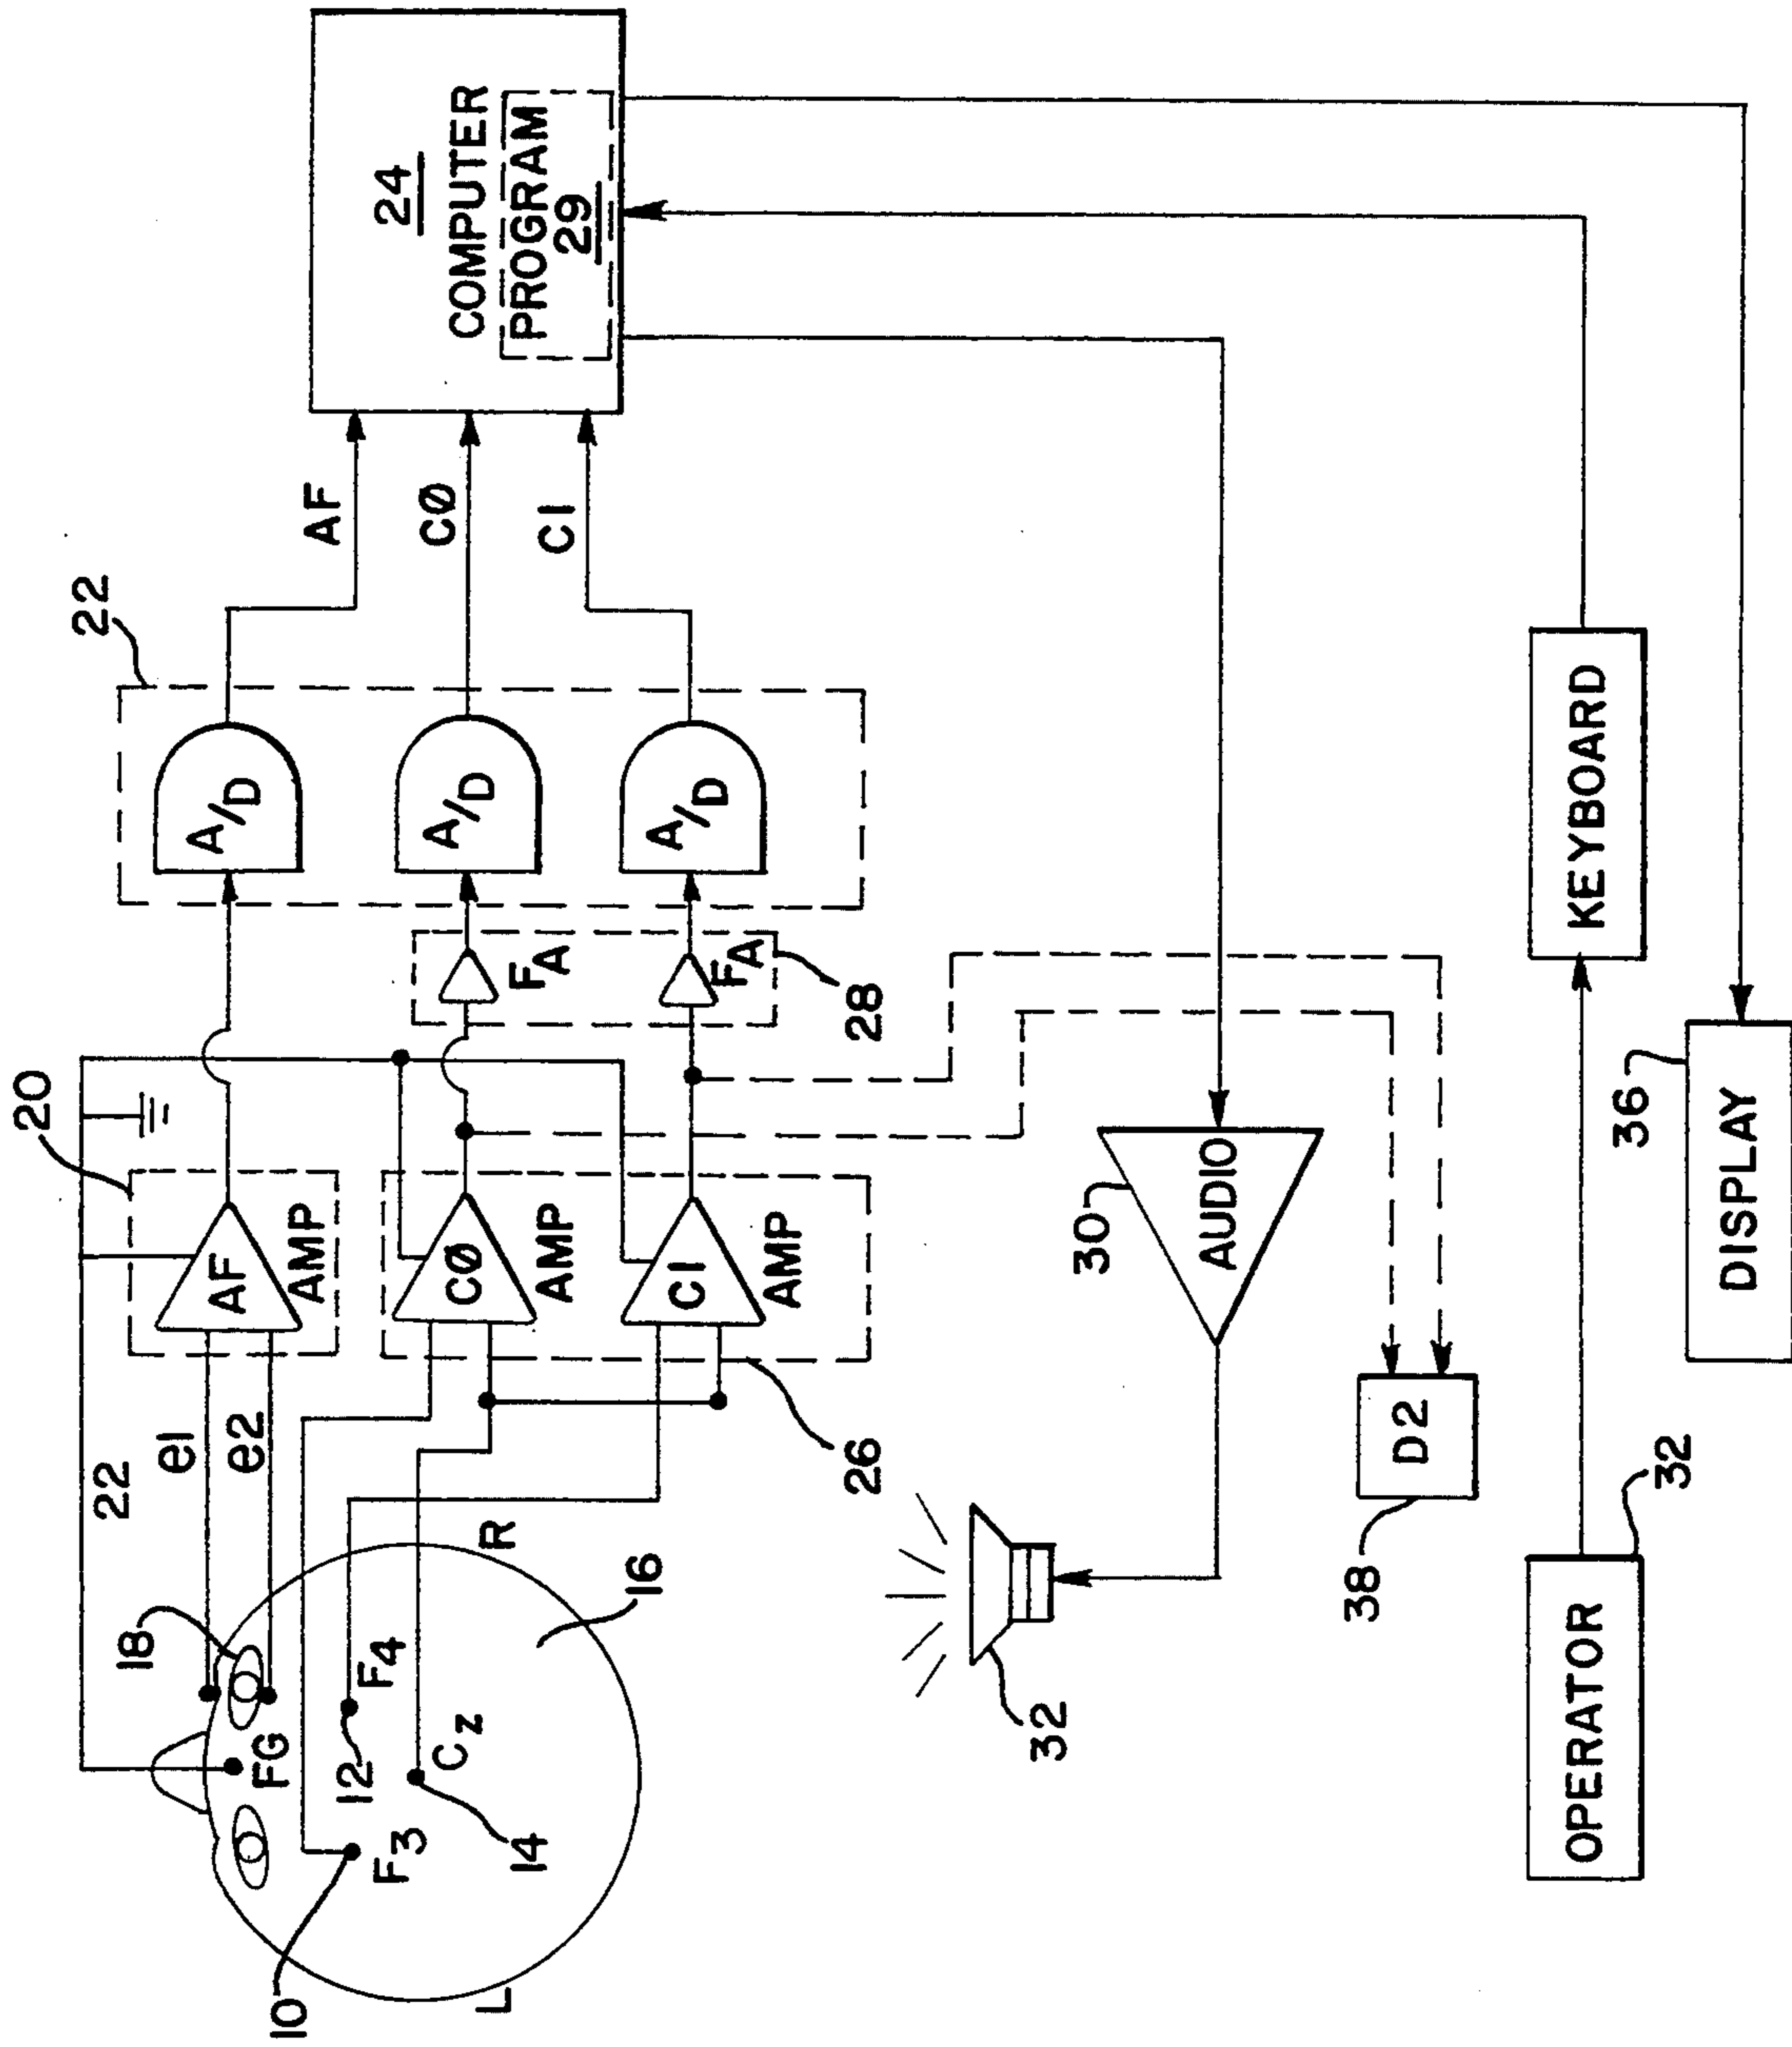 22
e1
e2
20
AF
AMP
22
A/D
AF
18
FG
10
F3
12
F4
CØ
AMP
FA
A/D
CØ
24
COMPUTER
PROGRAM
29
14
Cz
R
L
16
26
C1
AMP
FA
28
A/D
C1
32
30
AUDIO
38
D2
OPERATOR
32
KEYBOARD
36
DISPLAY